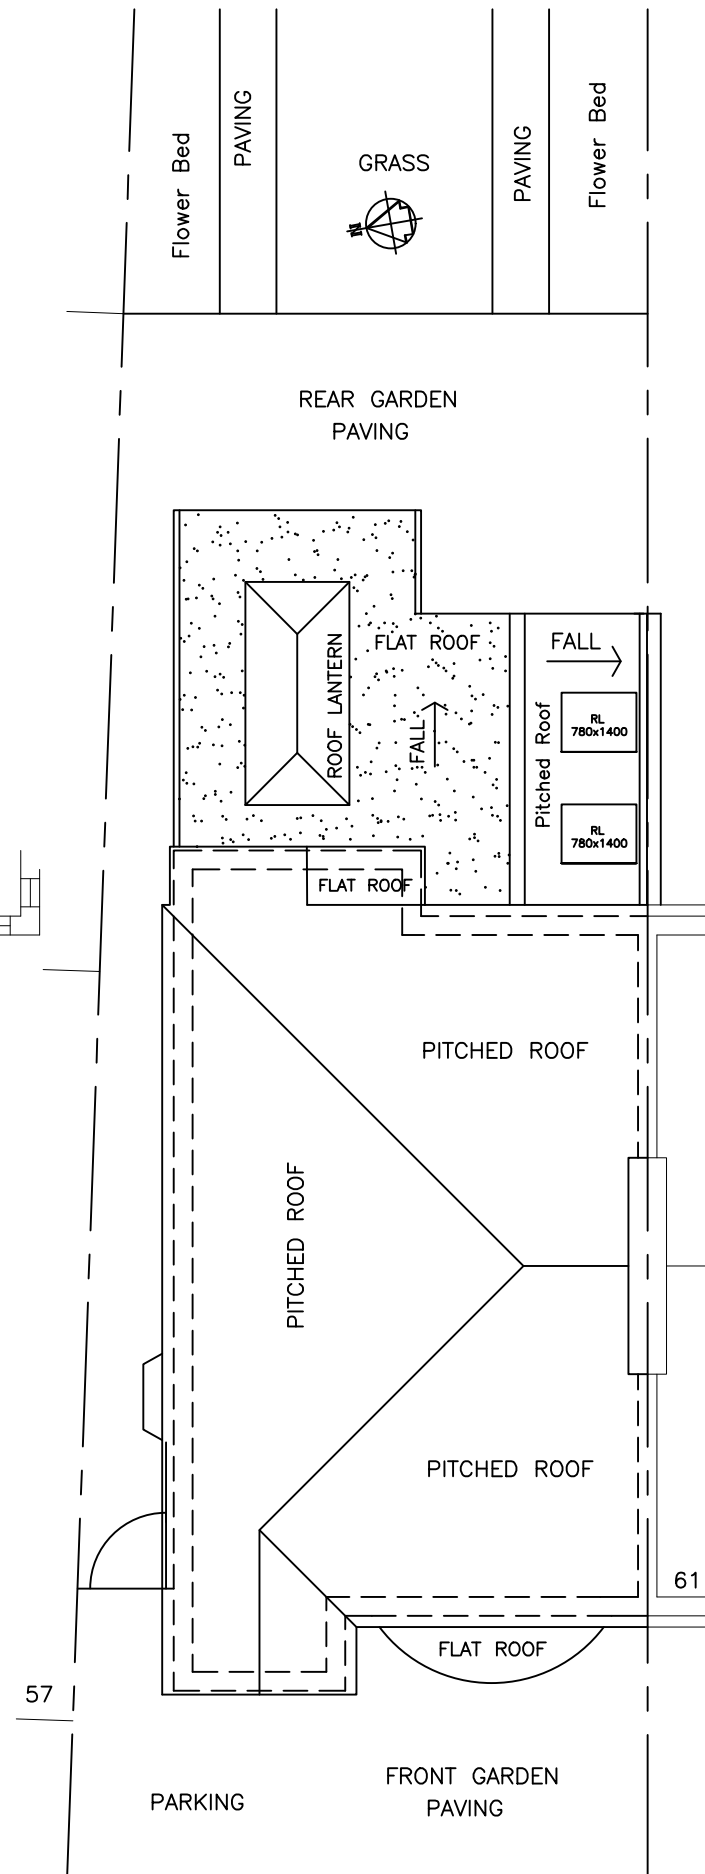 Flower Bed
PAVING
GRASS
PAVING
Flower Bed
N
REAR GARDEN
PAVING
ROOF LANTERN
FLAT ROOF
FALL
FALL
Pitched Roof
RL
780x1400
RL
780x1400
FLAT ROOF
PITCHED ROOF
PITCHED ROOF
PITCHED ROOF
61
FLAT ROOF
57
PARKING
FRONT GARDEN
PAVING